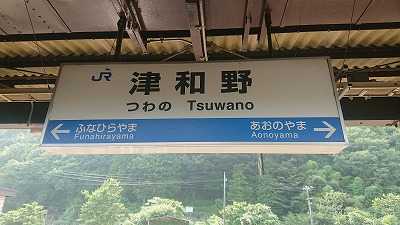 JR 津和野
つわの Tsuwano
← ふなひらやま あおのやま →
Funahirayama Aonoyama